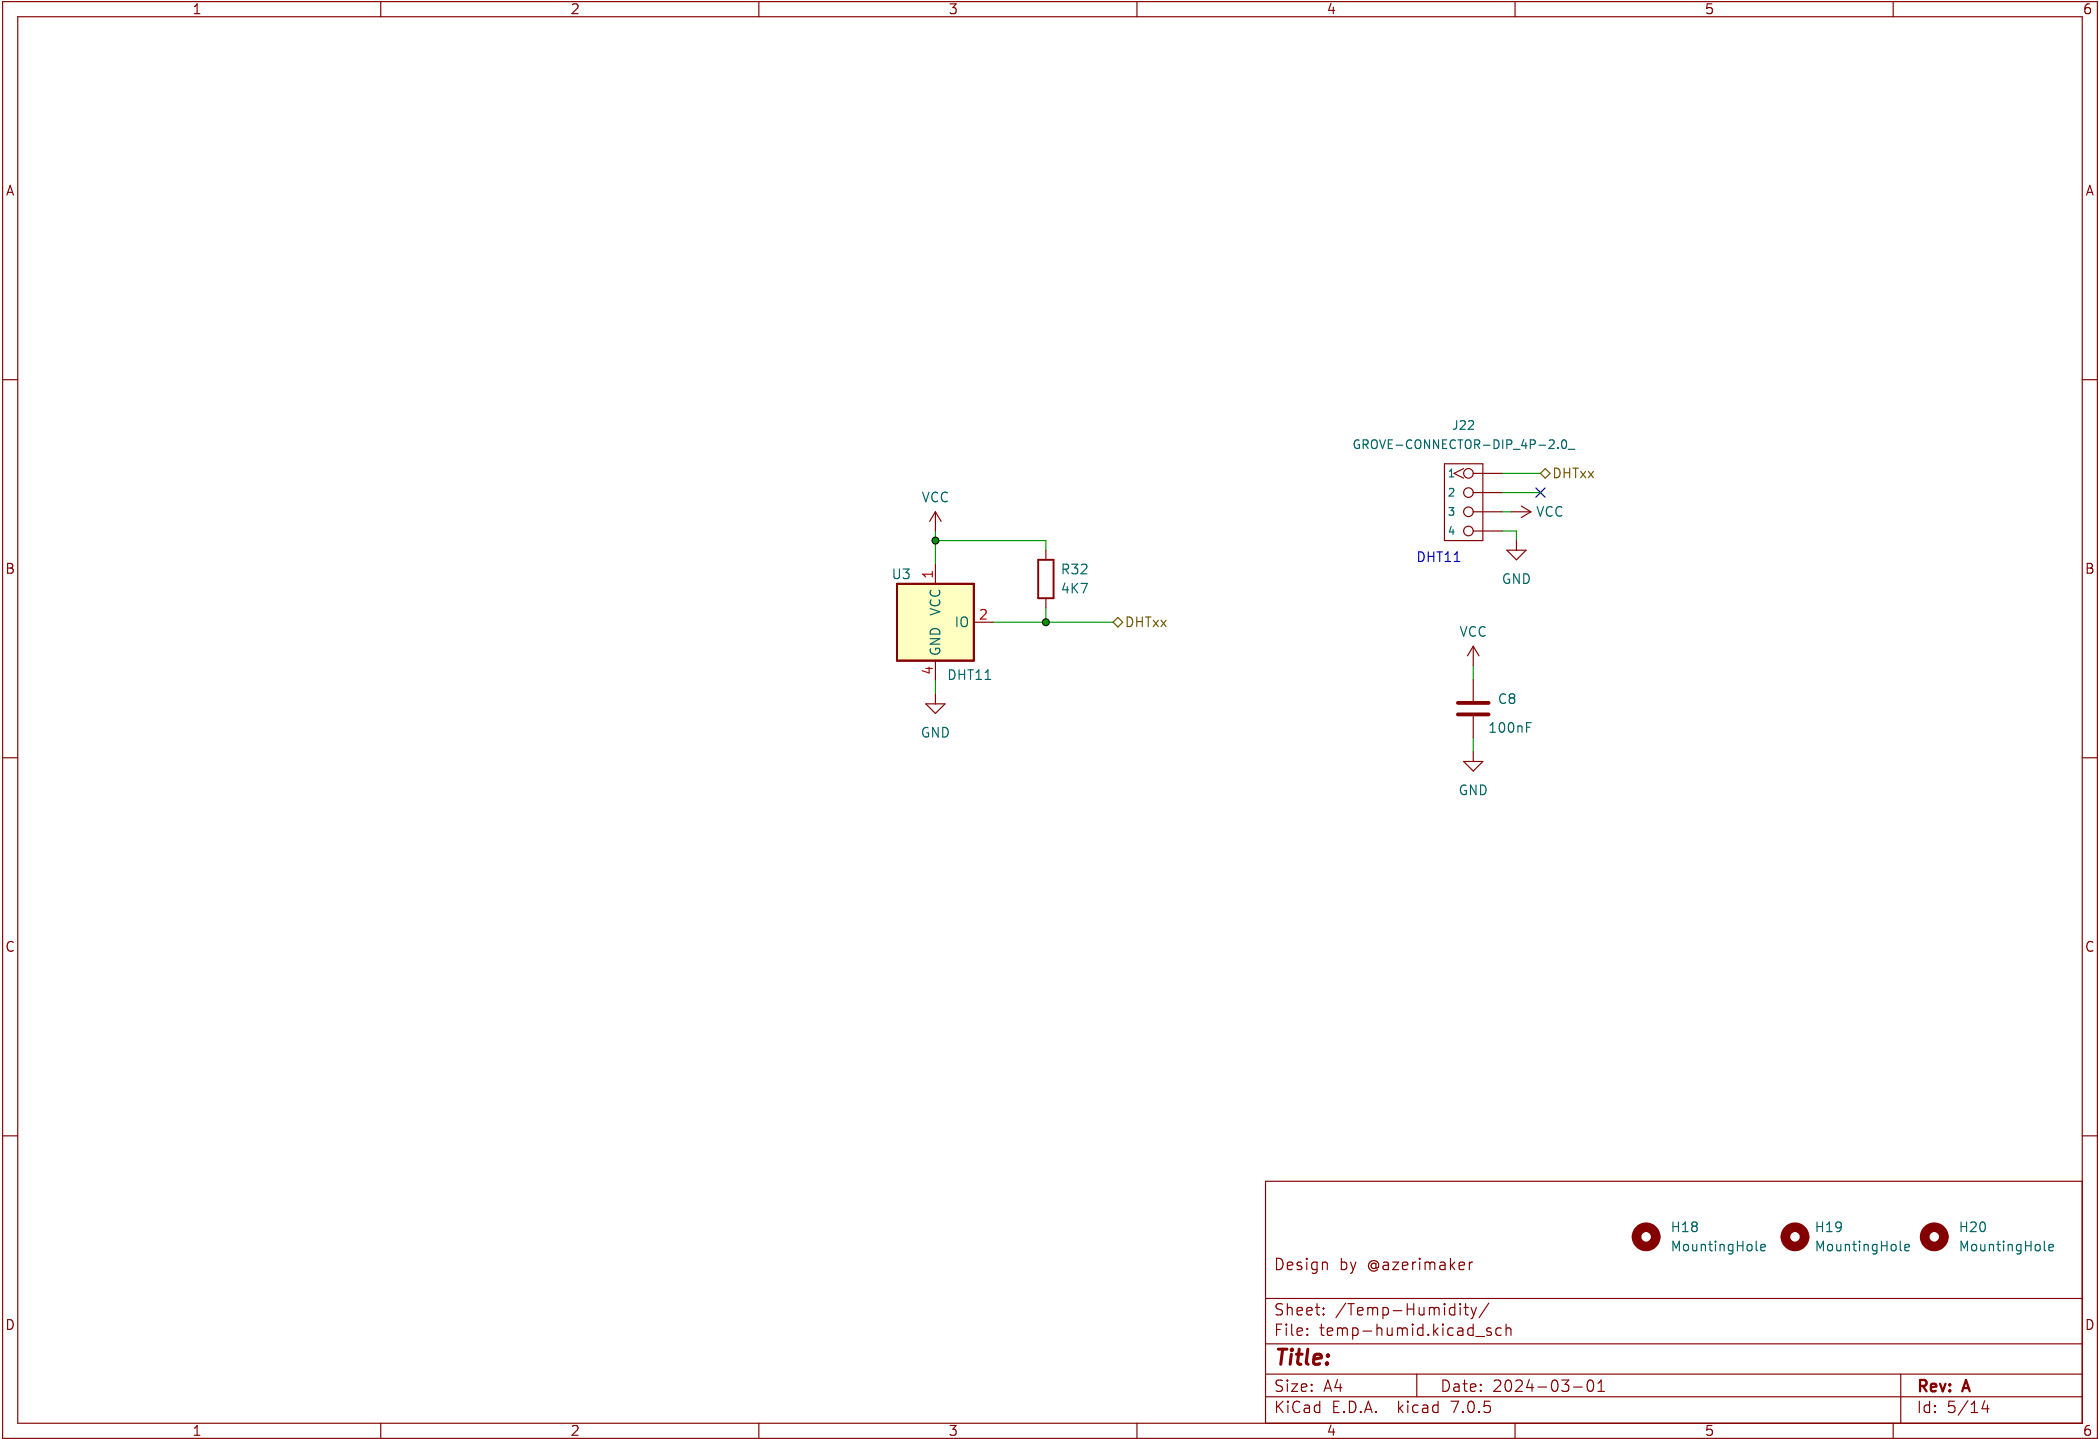 1 2 3 4 5 6
A A
J22
GROVE-CONNECTOR-DIP_4P-2.0_
1 DHTxx
2
3 VCC
4
DHT11
GND
VCC
U3
1
VCC
GND
IO
2
4
DHT11
GND
R32
4K7
DHTxx
B B
VCC
C8
100nF
GND
C C
H18
MountingHole
H19
MountingHole
H20
MountingHole
Design by @azerimaker
Sheet: /Temp-Humidity/
File: temp-humid.kicad_sch
Title:
Size: A4 Date: 2024-03-01 Rev: A
KiCad E.D.A. kicad 7.0.5 Id: 5/14
D D
1 2 3 4 5 6